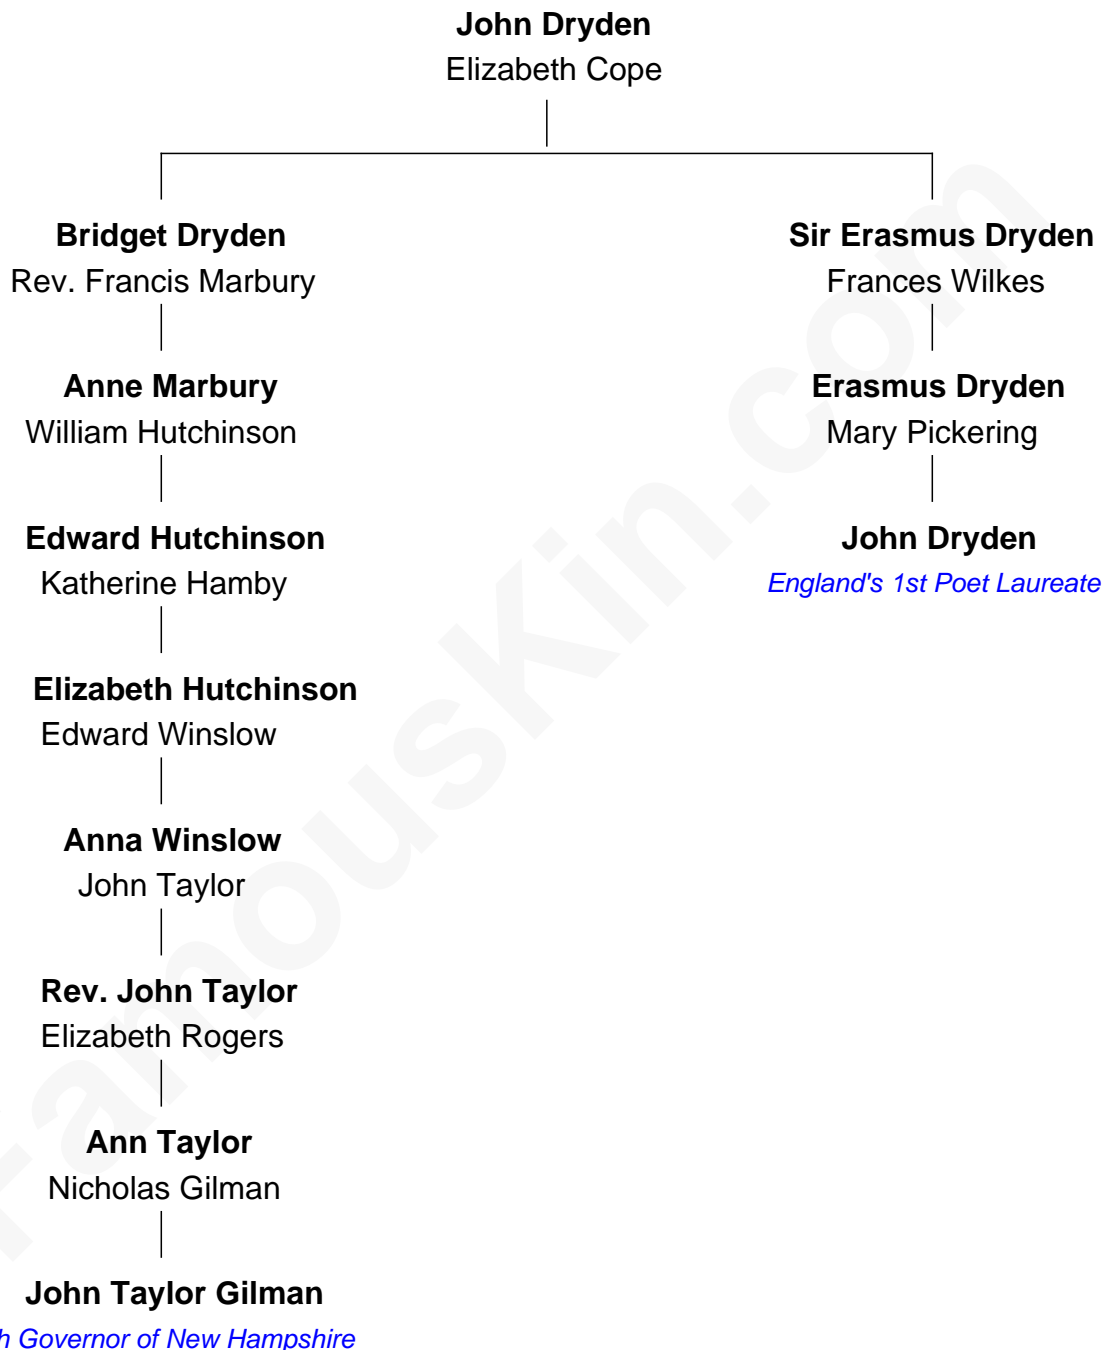 John Dryden
Elizabeth Cope
Bridget Dryden
Rev. Francis Marbury
Sir Erasmus Dryden
Frances Wilkes
Anne Marbury
William Hutchinson
Erasmus Dryden
Mary Pickering
Edward Hutchinson
Katherine Hamby
John Dryden
England's 1st Poet Laureate
Elizabeth Hutchinson
Edward Winslow
Anna Winslow
John Taylor
Rev. John Taylor
Elizabeth Rogers
Ann Taylor
Nicholas Gilman
John Taylor Gilman
h Governor of New Hampshire
FamousKin.com